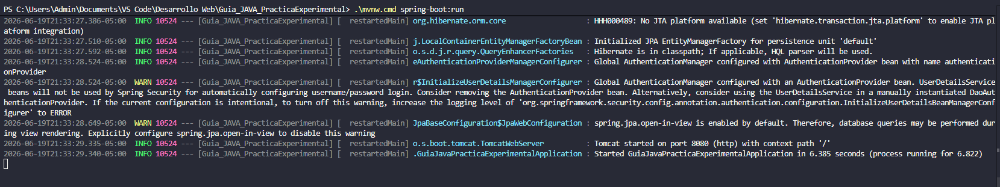 PS C:\Users\Admin\Documents\VS Code\Desarrollo Web\Guia_JAVA_PracticaExperimental> .\mvnw.cmd spring-boot:run
2026-06-19T21:33:27.386-05:00  INFO 10524 --- [Guia_JAVA_PracticaExperimental] [  restartedMain] org.hibernate.orm.core                   : HHH000489: No JTA platform available (set 'hibernate.transaction.jta.platform' to enable JTA pl
atform integration)
2026-06-19T21:33:27.510-05:00  INFO 10524 --- [Guia_JAVA_PracticaExperimental] [  restartedMain] j.LocalContainerEntityManagerFactoryBean : Initialized JPA EntityManagerFactory for persistence unit 'default'
2026-06-19T21:33:27.592-05:00  INFO 10524 --- [Guia_JAVA_PracticaExperimental] [  restartedMain] o.s.d.j.r.query.QueryEnhancerFactories   : Hibernate is in classpath; If applicable, HQL parser will be used.
2026-06-19T21:33:28.524-05:00  INFO 10524 --- [Guia_JAVA_PracticaExperimental] [  restartedMain] eAuthenticationProviderManagerConfigurer : Global AuthenticationManager configured with AuthenticationProvider bean with name authenticati
onProvider
2026-06-19T21:33:28.524-05:00  WARN 10524 --- [Guia_JAVA_PracticaExperimental] [  restartedMain] r$InitializeUserDetailsManagerConfigurer : Global AuthenticationManager configured with an AuthenticationProvider bean. UserDetailsService
 beans will not be used by Spring Security for automatically configuring username/password login. Consider removing the AuthenticationProvider bean. Alternatively, consider using the UserDetailsService in a manually instantiated DaoAut
henticationProvider. If the current configuration is intentional, to turn off this warning, increase the logging level of 'org.springframework.security.config.annotation.authentication.configuration.InitializeUserDetailsBeanManagerConf
igurer' to ERROR
2026-06-19T21:33:28.649-05:00  WARN 10524 --- [Guia_JAVA_PracticaExperimental] [  restartedMain] JpaBaseConfiguration$JpaWebConfiguration : spring.jpa.open-in-view is enabled by default. Therefore, database queries may be performed dur
ing view rendering. Explicitly configure spring.jpa.open-in-view to disable this warning
2026-06-19T21:33:29.335-05:00  INFO 10524 --- [Guia_JAVA_PracticaExperimental] [  restartedMain] o.s.boot.tomcat.TomcatWebServer          : Tomcat started on port 8080 (http) with context path '/'
2026-06-19T21:33:29.340-05:00  INFO 10524 --- [Guia_JAVA_PracticaExperimental] [  restartedMain] .GuiaJavaPracticaExperimentalApplication : Started GuiaJavaPracticaExperimentalApplication in 6.385 seconds (process running for 6.822)